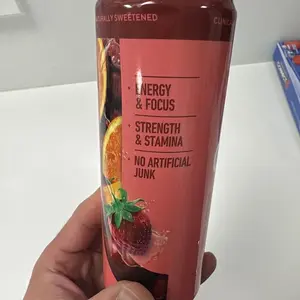 NATURALLY SWEETENED
· ENERGY
& FOCUS
· STRENGTH
& STAMINA
· NO ARTIFICIAL
JUNK